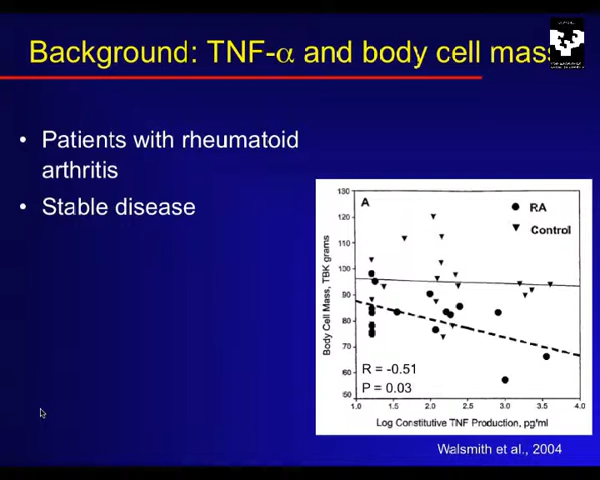 Background: TNF-α and body cell mass
• Patients with rheumatoid
arthritis
• Stable disease
A
RA
Control
130
120
110
100
90
80
70
60
50
Body Cell Mass, TBK grams
R = -0.51
P = 0.03
1.0 1.5 2.0 2.5 3.0 3.5 4.0
Log Constitutive TNF Production, pg*ml
Walsmith et al., 2004